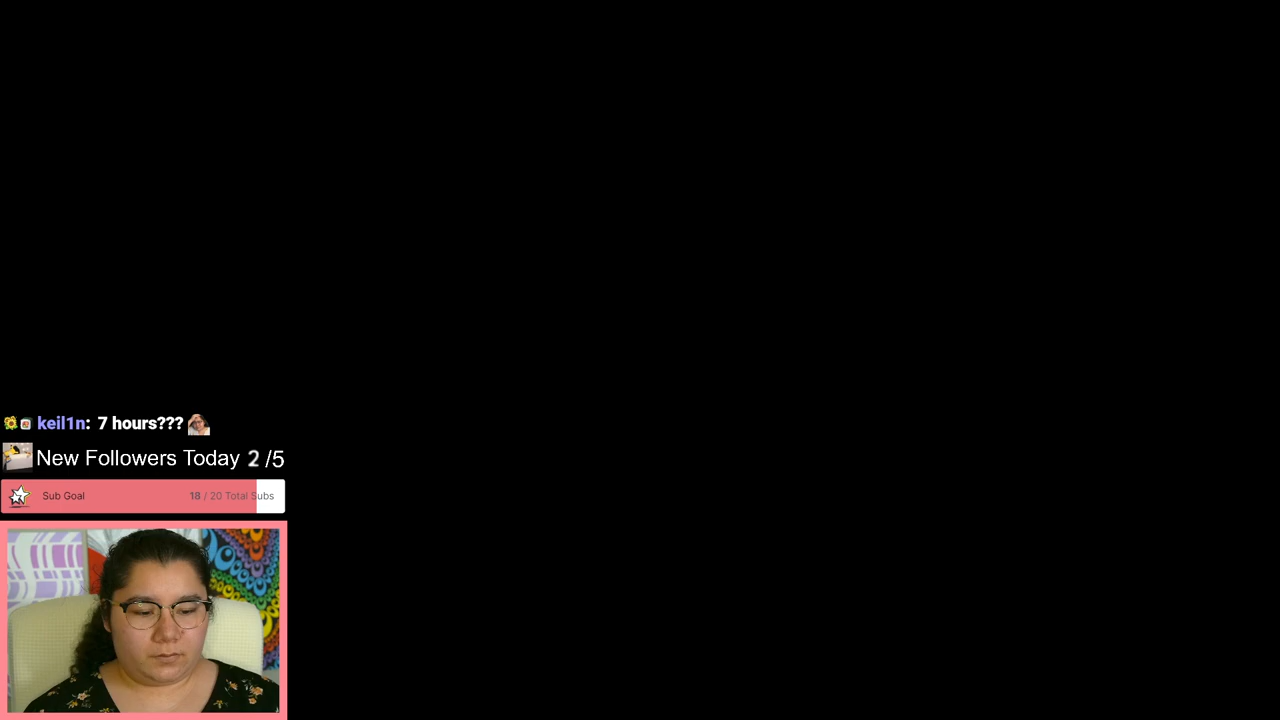 keil1n: 7 hours???
New Followers Today 2 /5
Sub Goal 18 / 20 Total Subs